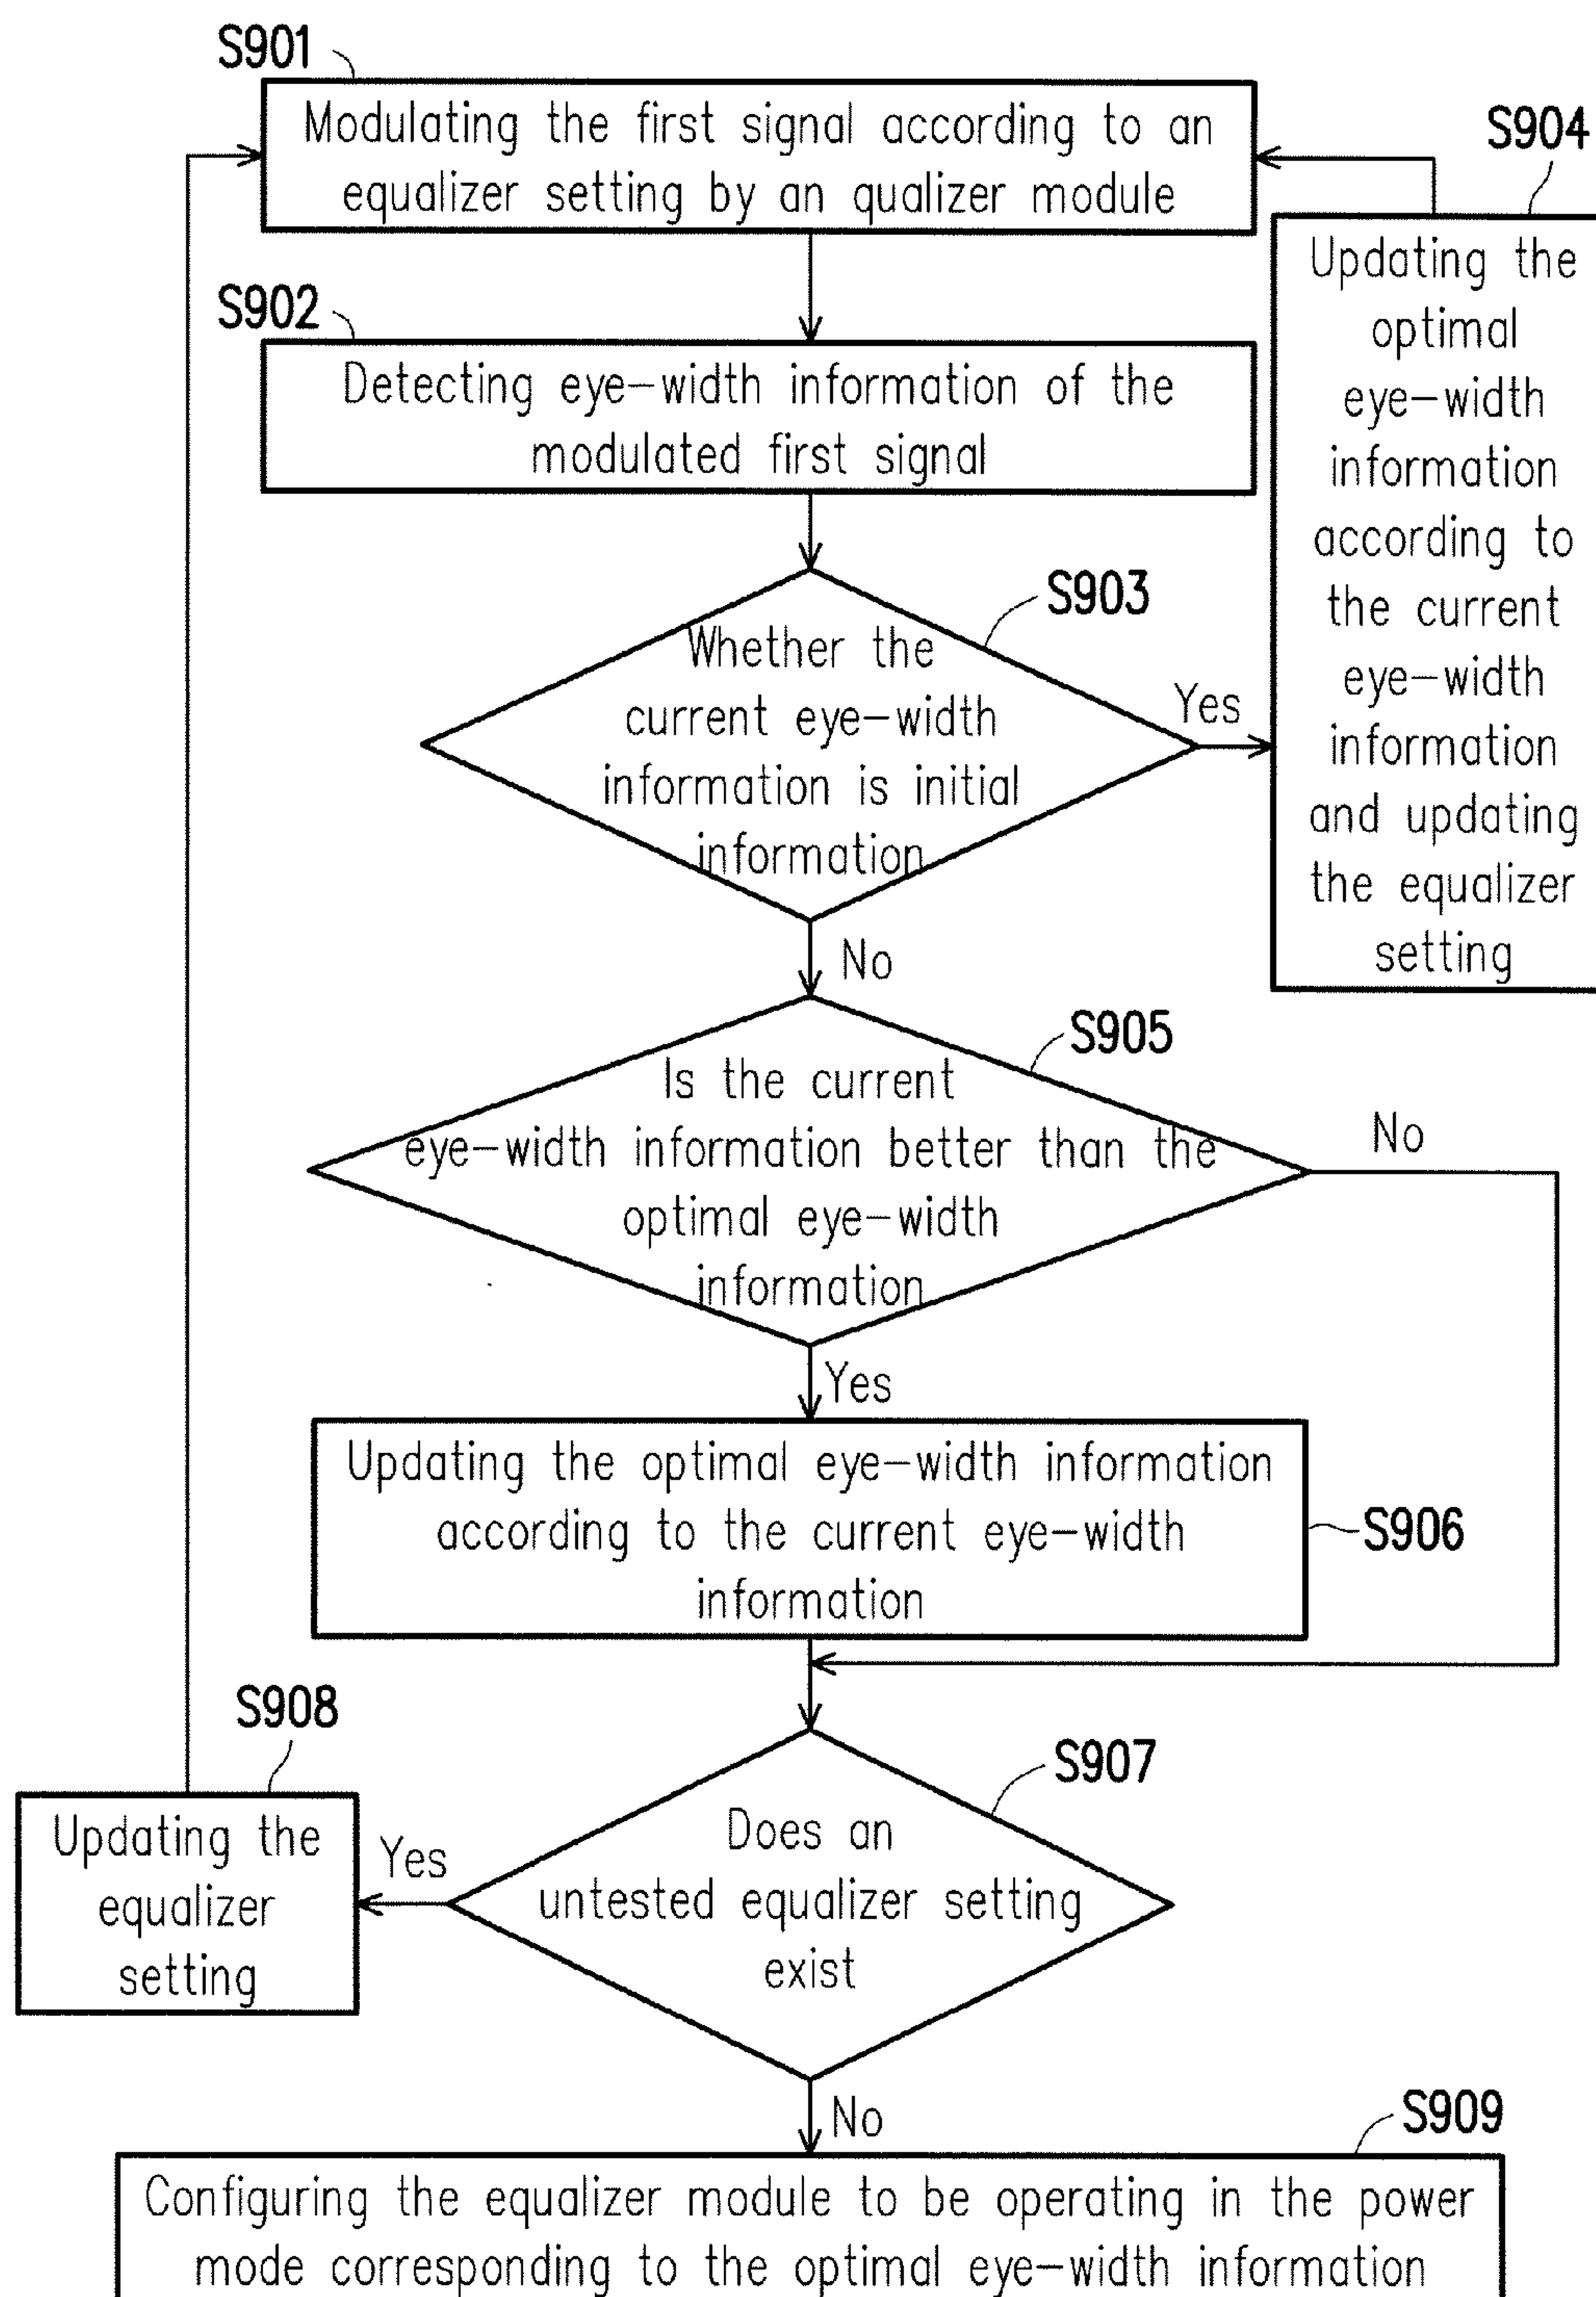 S901
Modulating the first signal according to an
equalizer setting by an qualizer module
S904
Updating the
optimal
eye-width
information
according to
the current
eye-width
information
and updating
the equalizer
setting
S902
Detecting eye-width information of the
modulated first signal
S903
Whether the
current eye-width
information is initial
information
Yes
No
S905
Is the current
eye-width information better than the
optimal eye-width
information
No
Yes
Updating the optimal eye-width information
according to the current eye-width
information
S906
S908
Updating the
equalizer
setting
Yes
S907
Does an
untested equalizer setting
exist
No
S909
Configuring the equalizer module to be operating in the power
mode corresponding to the optimal eye-width information